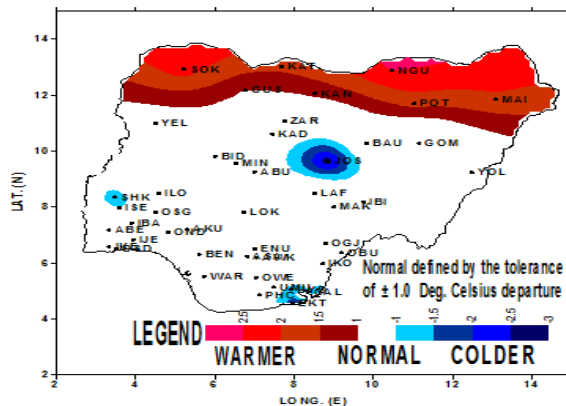 14
12
10
8
6
4
2
LAT. (N)
SOK
KAT
NGU
GUS
KAN
POT
MAI
YEL
ZAR
KAD
BID
MIN
ABU
JOS
BAU
GOM
YOL
SHK
ISE
ILO
OSG
LOK
LAF
MAK
IBI
ABE
IBA
IJE
OND
AKU
BEN
ENU
OGJ
OBU
IKO
WAR
OWE
UMU
PHC
EKT
CAL
Normal defined by the tolerance
of ± 1.0 Deg. Celsius departure
LEGEND
2.5 2 1.5 1 -1 -1.5 -2 -2.5 -3
WARMER NORMAL COLDER
2 4 6 8 10 12 14
LONG. (E)